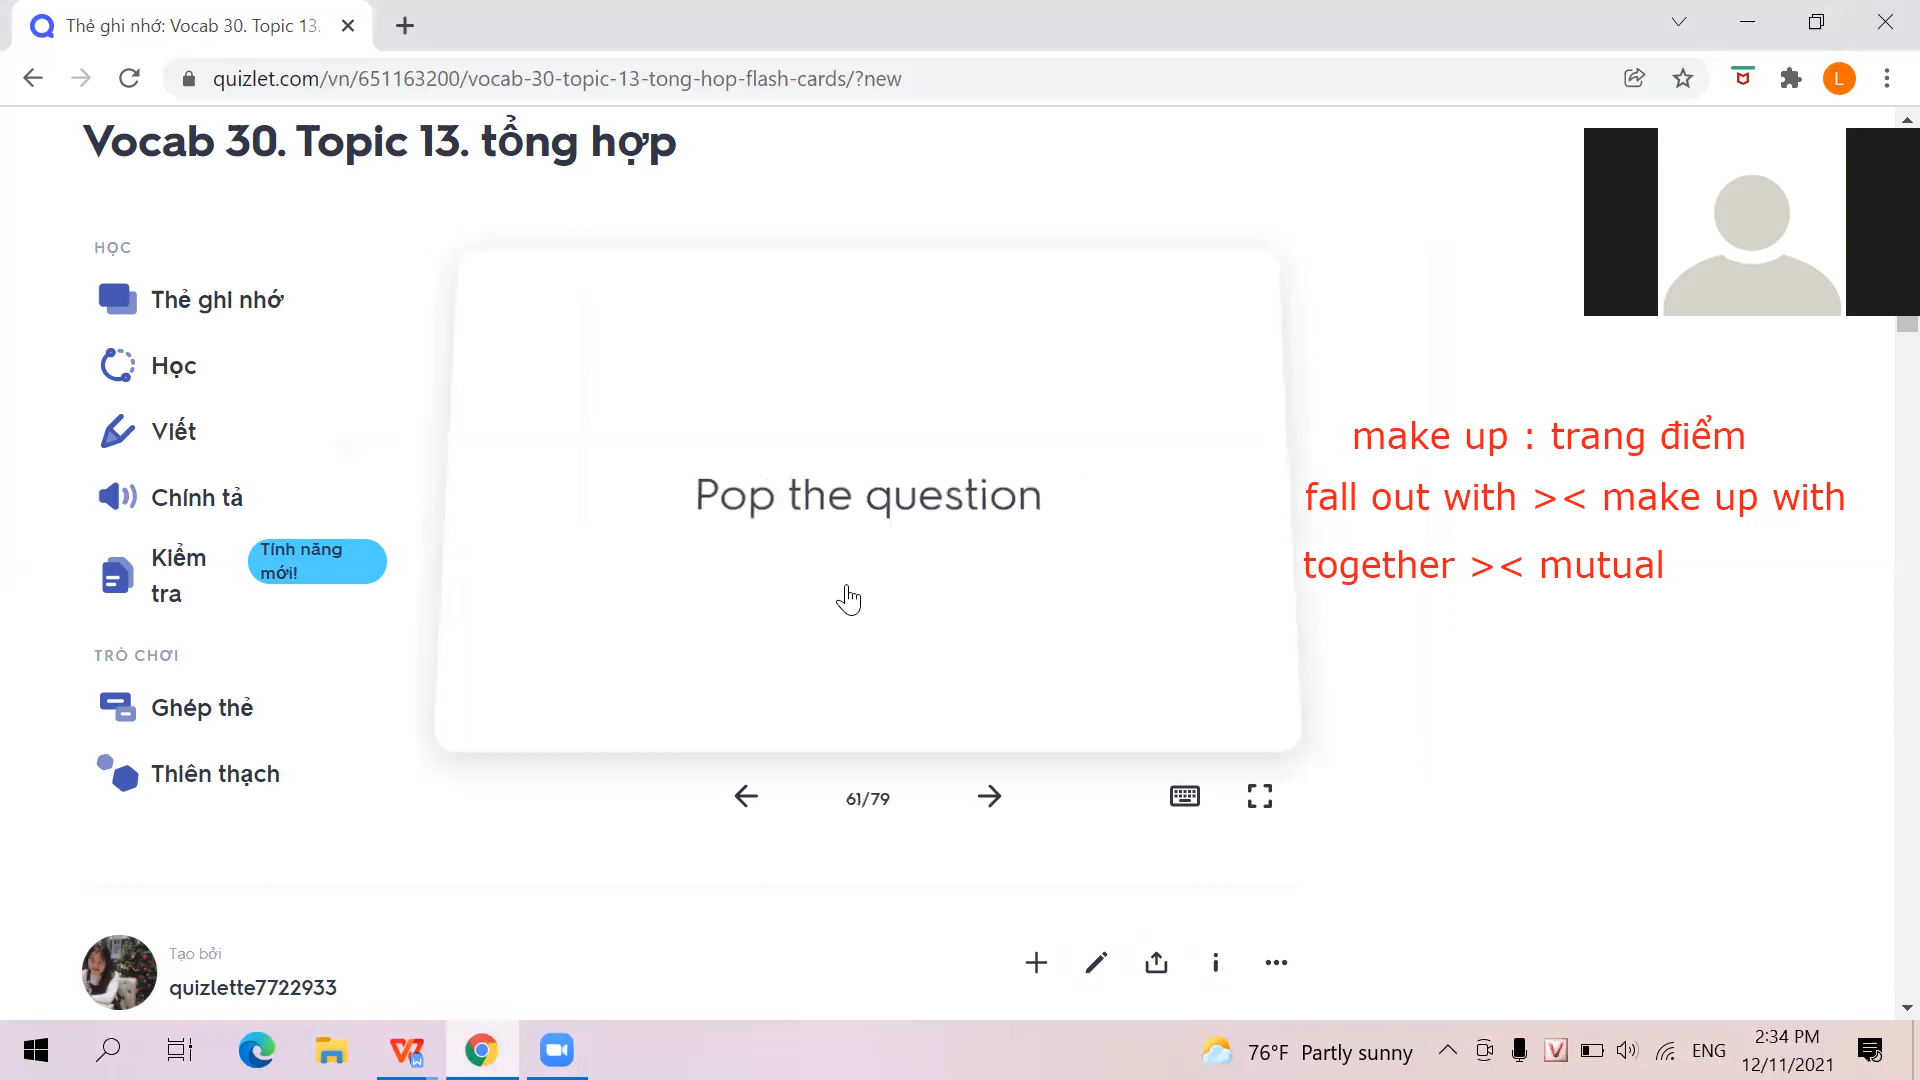 Thẻ ghi nhớ: Vocab 30. Topic 13.
quizlet.com/vn/651163200/vocab-30-topic-13-tong-hop-flash-cards/?new
L
Vocab 30. Topic 13. tổng hợp
HỌC
Thẻ ghi nhớ
Học
Viết
Chính tả
Kiểm tra
Tính năng mới!
TRÒ CHƠI
Ghép thẻ
Thiên thạch
Pop the question
make up : trang điểm
fall out with >< make up with
together >< mutual
61/79
Tạo bởi
quizlette7722933
76°F Partly sunny
ENG
2:34 PM
12/11/2021